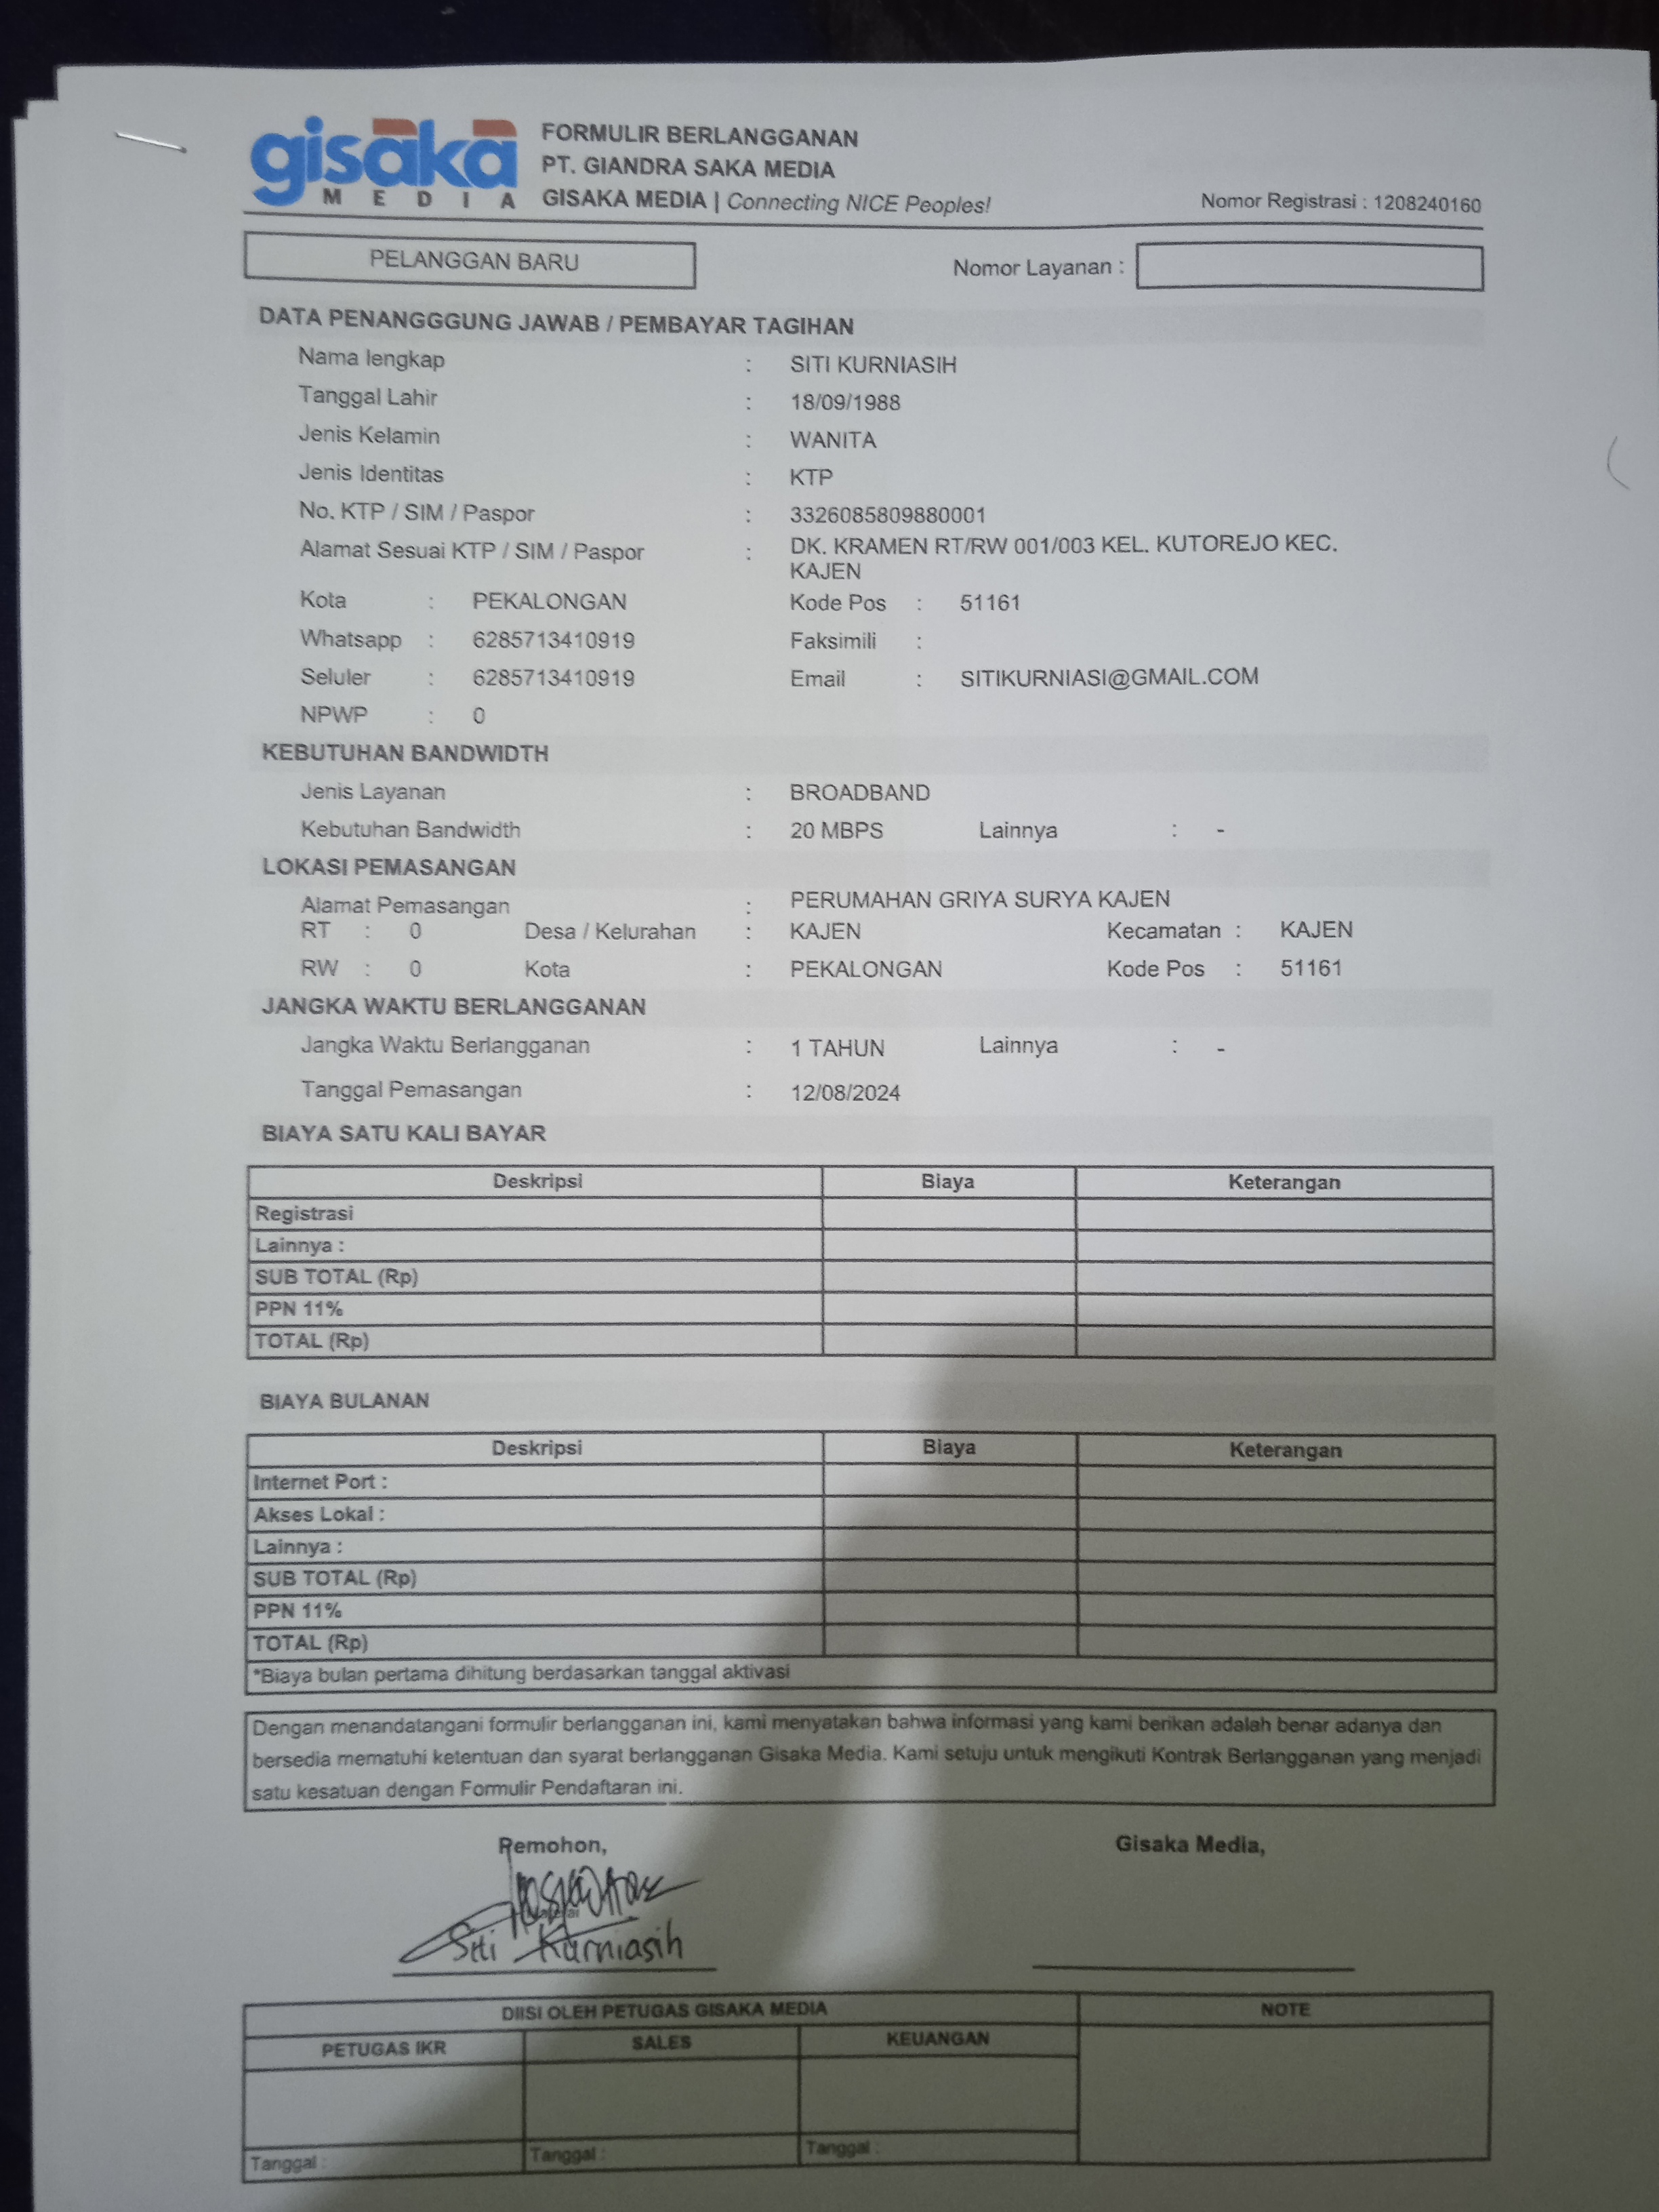 gisaka
MEDIA
FORMULIR BERLANGGANAN
PT. GIANDRA SAKA MEDIA
GISAKA MEDIA | Connecting NICE Peoples!
Nomor Registrasi : 1208240160
PELANGGAN BARU
Nomor Layanan :
DATA PENANGGGUNG JAWAB / PEMBAYAR TAGIHAN
Nama lengkap : SITI KURNIASIH
Tanggal Lahir : 18/09/1988
Jenis Kelamin : WANITA
Jenis Identitas : KTP
No. KTP / SIM / Paspor : 3326085809880001
Alamat Sesuai KTP / SIM / Paspor : DK. KRAMEN RT/RW 001/003 KEL. KUTOREJO KEC.
KAJEN
Kota : PEKALONGAN Kode Pos : 51161
Whatsapp : 6285713410919 Faksimili :
Seluler : 6285713410919 Email : SITIKURNIASI@GMAIL.COM
NPWP : 0
KEBUTUHAN BANDWIDTH
Jenis Layanan : BROADBAND
Kebutuhan Bandwidth : 20 MBPS Lainnya : -
LOKASI PEMASANGAN
Alamat Pemasangan : PERUMAHAN GRIYA SURYA KAJEN
RT : 0 Desa / Kelurahan : KAJEN Kecamatan : KAJEN
RW : 0 Kota : PEKALONGAN Kode Pos : 51161
JANGKA WAKTU BERLANGGANAN
Jangka Waktu Berlangganan : 1 TAHUN Lainnya : -
Tanggal Pemasangan : 12/08/2024
BIAYA SATU KALI BAYAR
Deskripsi Biaya Keterangan
Registrasi
Lainnya :
SUB TOTAL (Rp)
PPN 11%
TOTAL (Rp)
BIAYA BULANAN
Deskripsi Biaya Keterangan
Internet Port :
Akses Lokal :
Lainnya :
SUB TOTAL (Rp)
PPN 11%
TOTAL (Rp)
*Biaya bulan pertama dihitung berdasarkan tanggal aktivasi
Dengan menandatangani formulir berlangganan ini, kami menyatakan bahwa informasi yang kami berikan adalah benar adanya dan
bersedia mematuhi ketentuan dan syarat berlangganan Gisaka Media. Kami setuju untuk mengikuti Kontrak Berlangganan yang menjadi
satu kesatuan dengan Formulir Pendaftaran ini.
Pemohon, Gisaka Media,
Siti Kurniasih
DIISI OLEH PETUGAS GISAKA MEDIA NOTE
PETUGAS IKR SALES KEUANGAN
Tanggal : Tanggal : Tanggal :